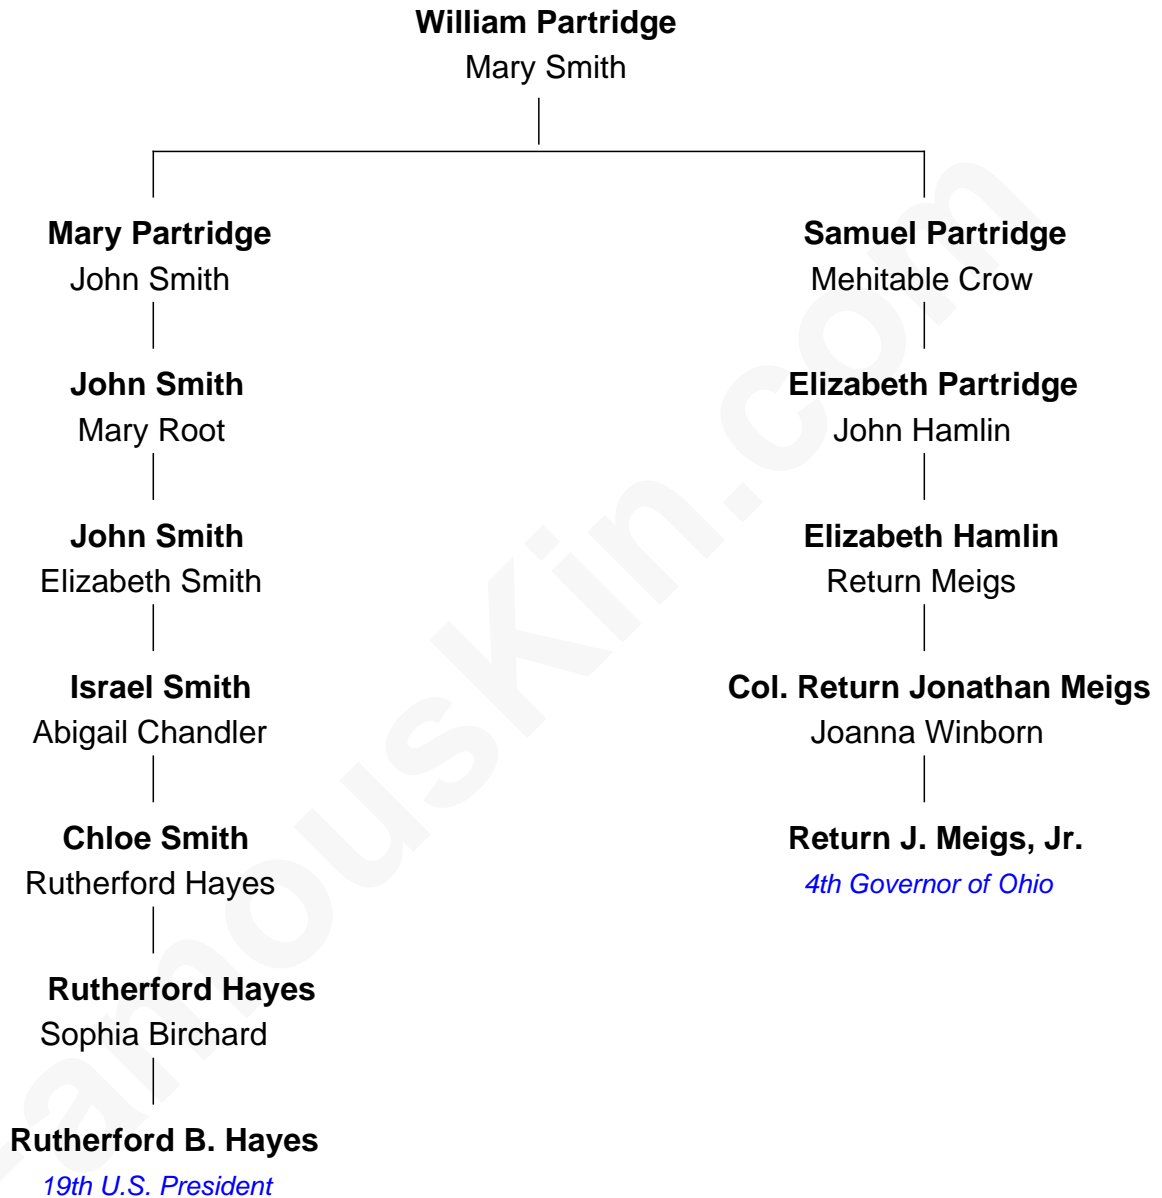 William Partridge
Mary Smith
Mary Partridge
John Smith
Samuel Partridge
Mehitable Crow
John Smith
Mary Root
Elizabeth Partridge
John Hamlin
John Smith
Elizabeth Smith
Elizabeth Hamlin
Return Meigs
Israel Smith
Abigail Chandler
Col. Return Jonathan Meigs
Joanna Winborn
Chloe Smith
Rutherford Hayes
Return J. Meigs, Jr.
4th Governor of Ohio
Rutherford Hayes
Sophia Birchard
Rutherford B. Hayes
19th U.S. President
FamousKin.com